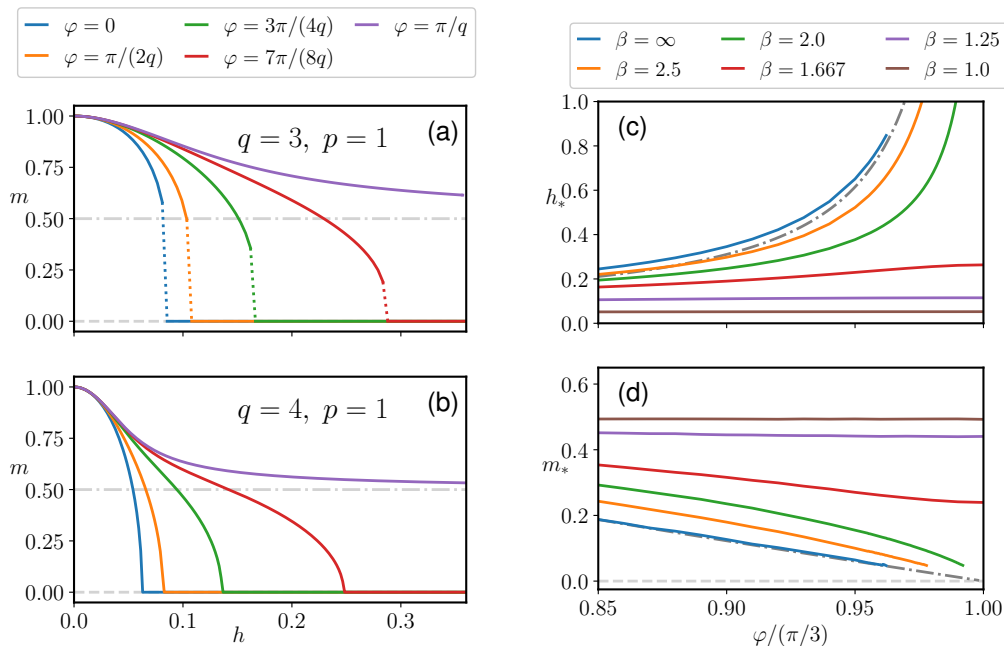 φ = 0
φ = 3π/(4q)
φ = π/q
φ = π/(2q)
φ = 7π/(8q)
β = ∞
β = 2.0
β = 1.25
β = 2.5
β = 1.667
β = 1.0
(a)
q = 3, p = 1
m
1.00
0.75
0.50
0.25
0.00
(b)
q = 4, p = 1
m
1.00
0.75
0.50
0.25
0.00
0.0
0.1
0.2
0.3
h
(c)
h*
1.0
0.8
0.6
0.4
0.2
0.0
(d)
m*
0.6
0.4
0.2
0.0
0.85
0.90
0.95
1.00
φ/(π/3)